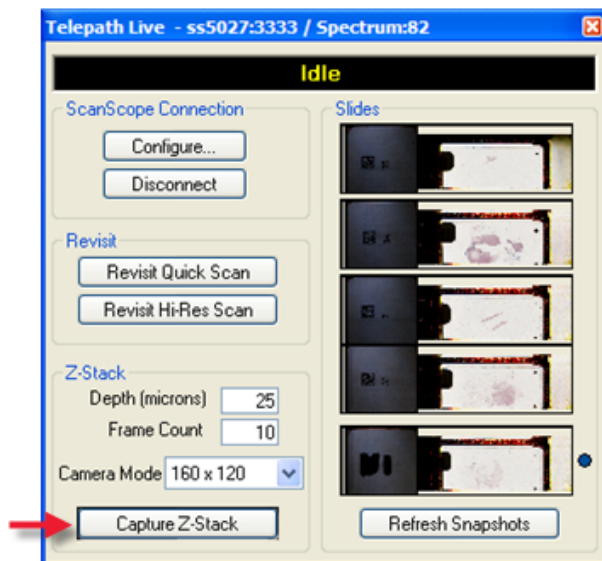 Telepath Live - ss5027:3333 / Spectrum:82
Idle
ScanScope Connection
Configure...
Disconnect
Revisit
Revisit Quick Scan
Revisit Hi-Res Scan
Z-Stack
Depth (microns) 25
Frame Count 10
Camera Mode 160 x 120
Capture Z-Stack
Slides
Refresh Snapshots